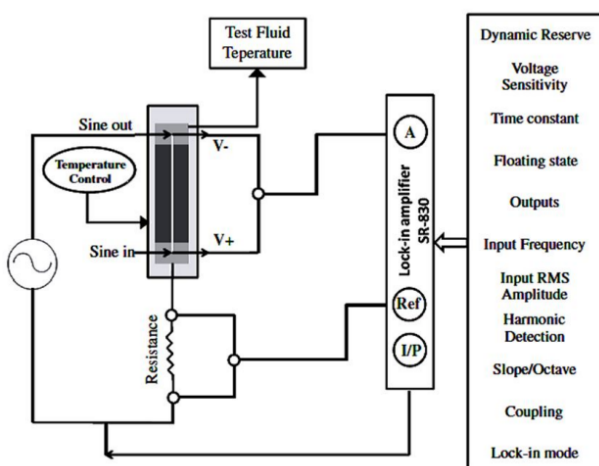 Test Fluid
Teperature
Sine out
V-
Temperature
Control
Sine in
V+
Resistance
A
Lock-in amplifier
SR-830
Ref
I/P
Dynamic Reserve
Voltage
Sensitivity
Time constant
Floating state
Outputs
Input Frequency
Input RMS
Amplitude
Harmonic
Detection
Slope/Octave
Coupling
Lock-in mode